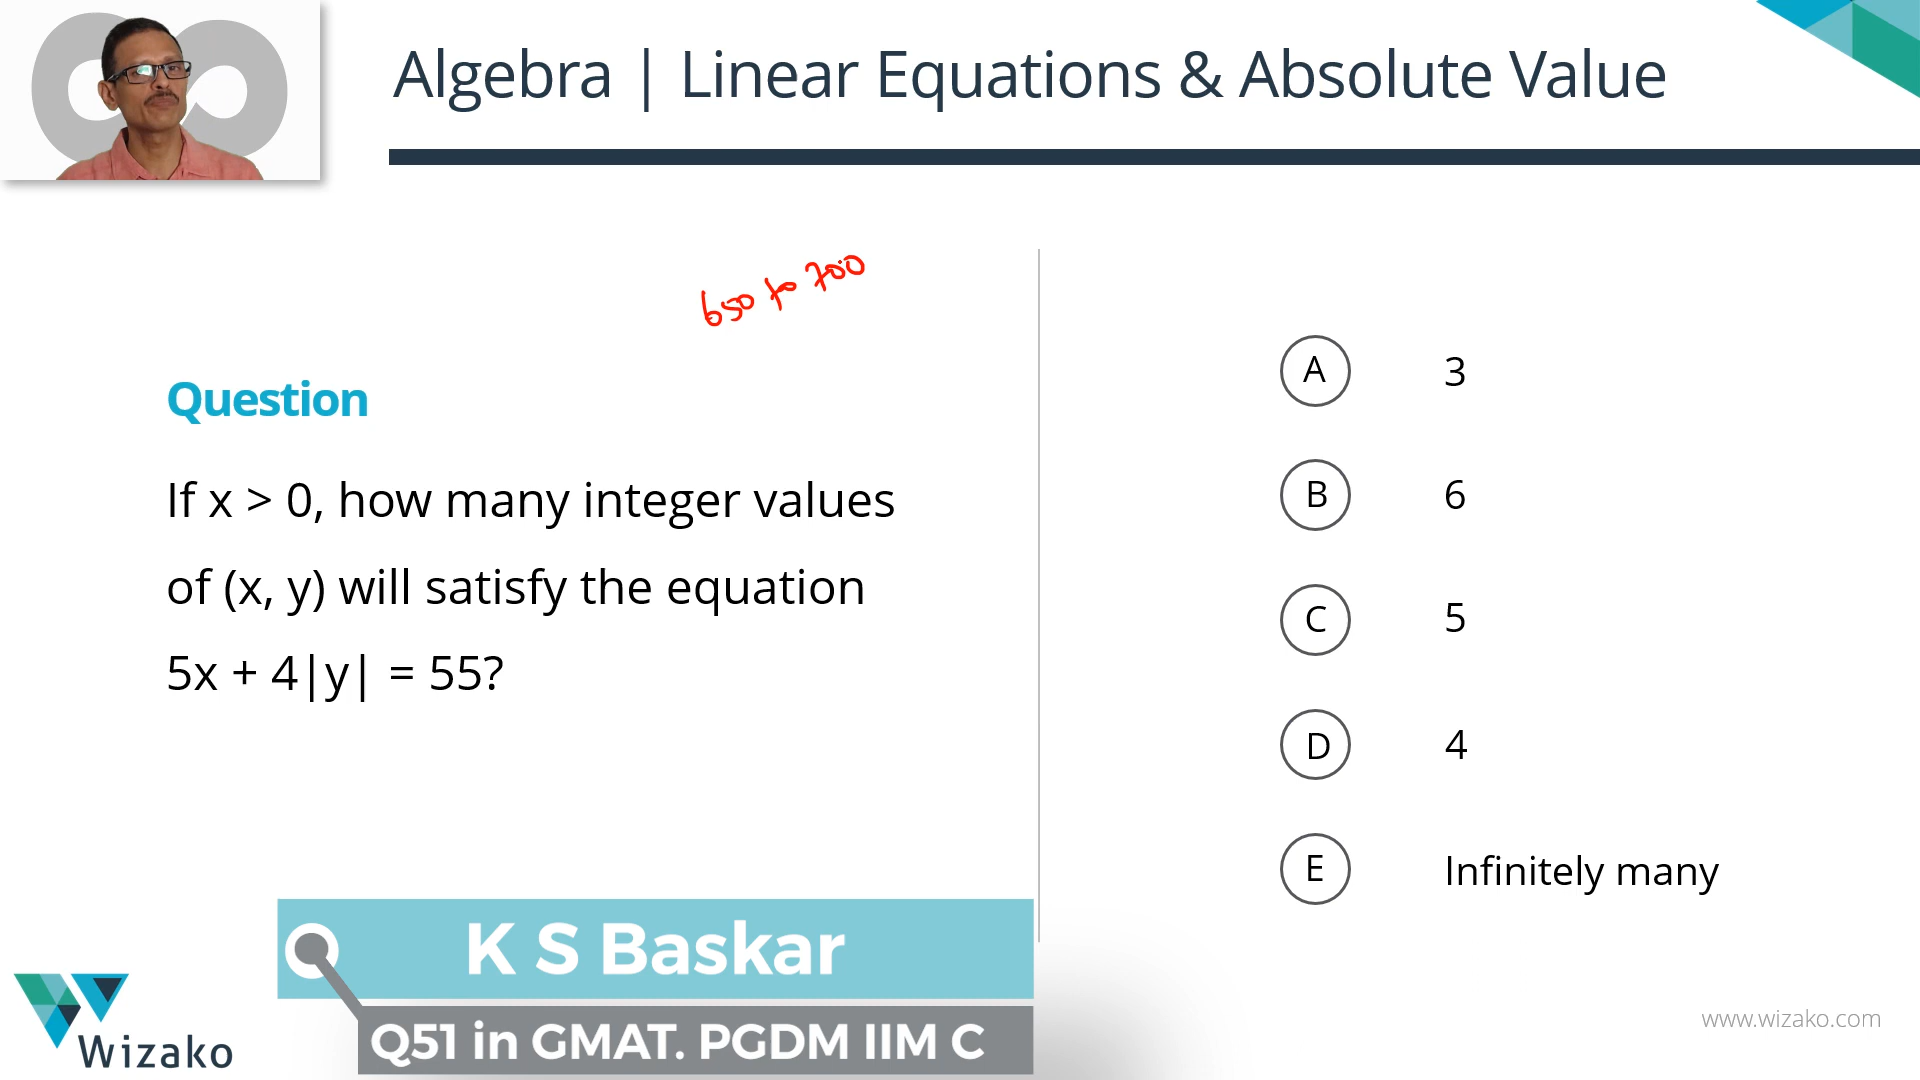 Algebra | Linear Equations & Absolute Value
650 to 700
Question
If x > 0, how many integer values
of (x, y) will satisfy the equation
5x + 4|y| = 55?
A 3
B 6
C 5
D 4
E Infinitely many
K S Baskar
Q51 in GMAT. PGDM IIM C
Wizako
www.wizako.com